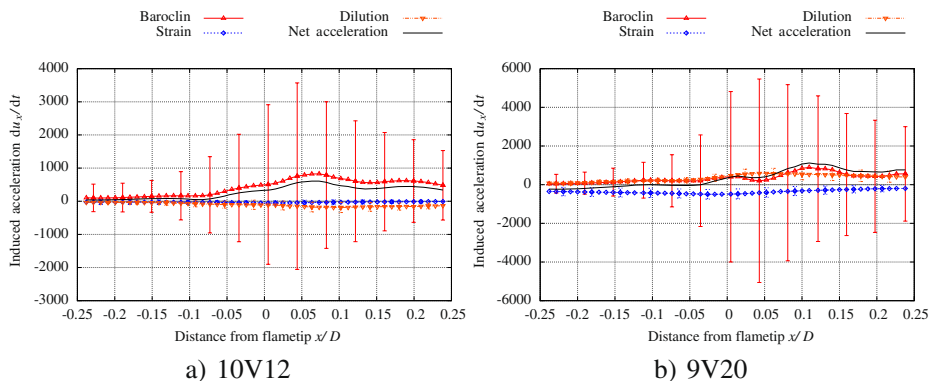 Baroclin
Strain
Dilution
Net acceleration
Induced acceleration du_x/dt
4000
3000
2000
1000
0
-1000
-2000
-3000
-0.25 -0.2 -0.15 -0.1 -0.05 0 0.05 0.1 0.15 0.2 0.25
Distance from flametip x/D
a) 10V12
Baroclin
Strain
Dilution
Net acceleration
Induced acceleration du_x/dt
6000
4000
2000
0
-2000
-4000
-6000
-0.25 -0.2 -0.15 -0.1 -0.05 0 0.05 0.1 0.15 0.2 0.25
Distance from flametip x/D
b) 9V20